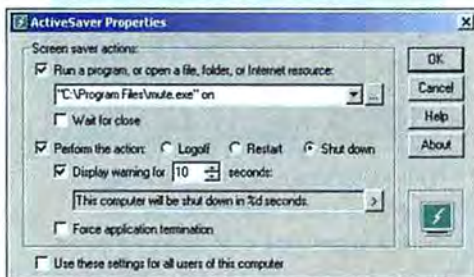 ActiveSaver Properties
Screen saver actions:
Run a program, or open a file, folder, or Internet resource:
"C:\Program Files\mute.exe" on
...
Wait for close
Perform the action: Logoff Restart Shut down
Display warning for 10 seconds:
This computer will be shut down in %d seconds.
>
Force application termination
Use these settings for all users of this computer
OK
Cancel
Help
About